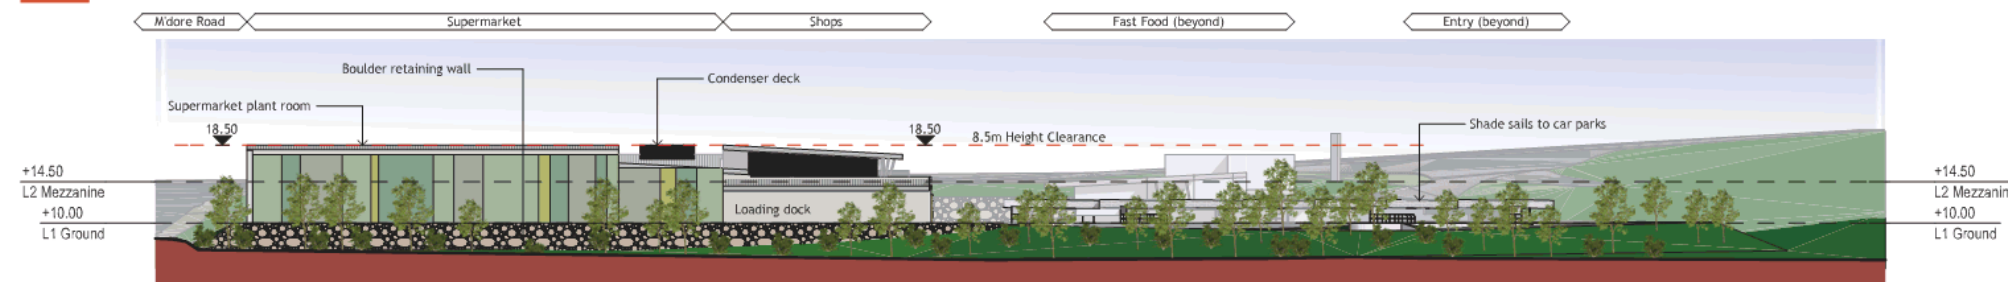 M'dore Road
Supermarket
Shops
Fast Food (beyond)
Entry (beyond)
Boulder retaining wall
Condenser deck
Supermarket plant room
Shade sails to car parks
18.50
18.50
8.5m Height Clearance
+14.50
L2 Mezzanine
+10.00
L1 Ground
Loading dock
+14.50
L2 Mezzanin
+10.00
L1 Ground